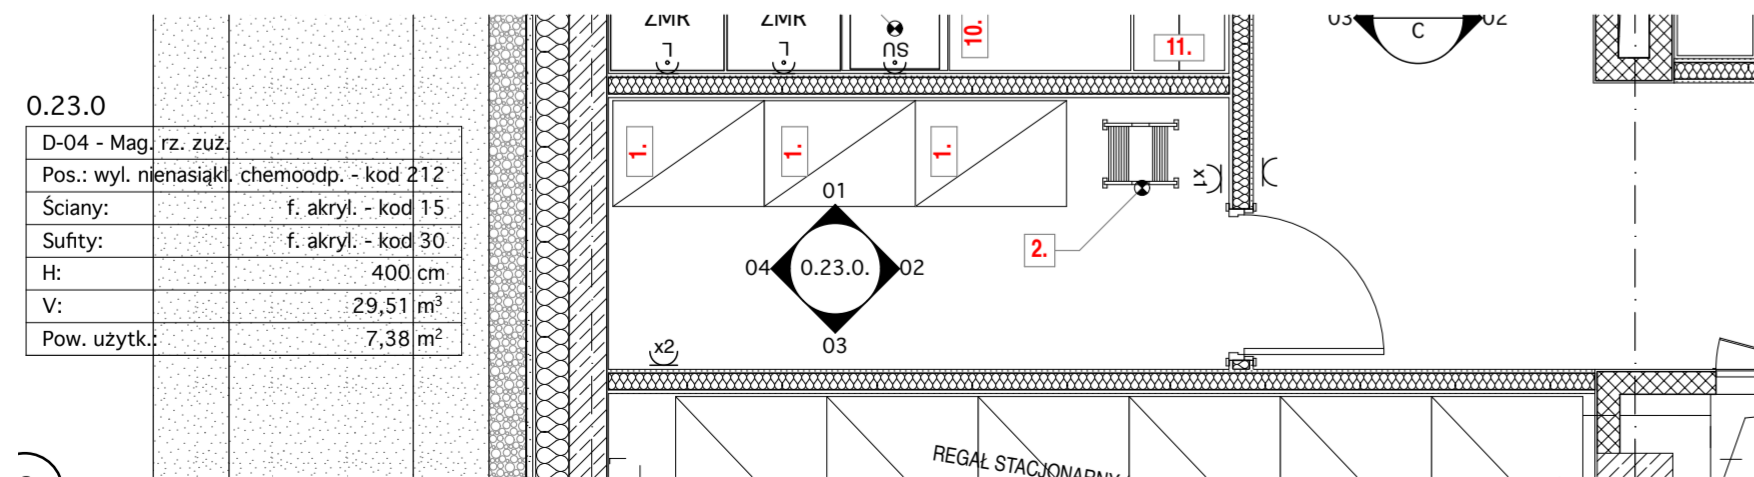 ZMR
L
ZMR
L
SU
10.
11.
03
C
02
0.23.0
D-04 - Mag. rz. zuż.
Pos.: wyl. nienasiąkl. chemoodp. - kod 212
Ściany: f. akryl. - kod 15
Sufity: f. akryl. - kod 30
H: 400 cm
V: 29,51 m³
Pow. użytk.: 7,38 m²
1.
1.
1.
x1
2.
01
04
0.23.0.
02
03
x2
REGAŁ STACJONARNY